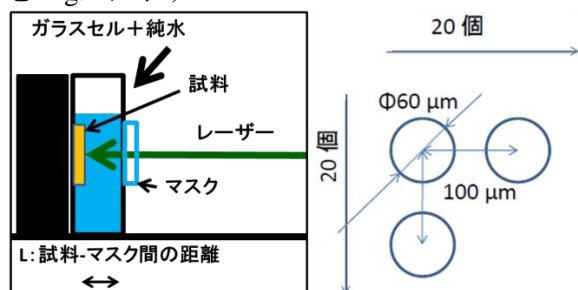 ガラスセル＋純水
試料
レーザー
マスク
L:試料-マスク間の距離
20 個
Φ60 μm
100 μm
20 個